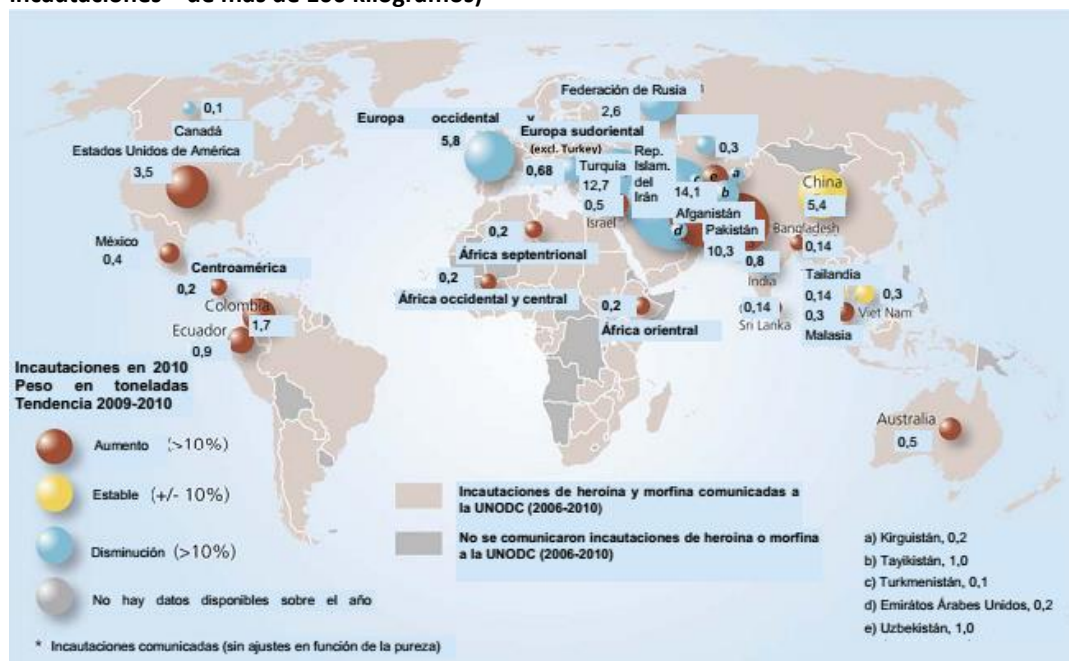 incautaciones* de más de 100 kilogramos)
Federación de Rusia
2,6
0,1
Canadá
Estados Unidos de América
3,5
Europa occidental y
5,8
Europa sudoriental
(excl. Turkey)
0,68
Turquía
12,7
0,5
Israel
Rep.
Islam.
del
Irán
14,1
0,3
c e a
b
d
Afganistán
Pakistán
10,3
0,8
India
China
5,4
Bangladesh
0,14
México
0,4
Centroamérica
0,2
Colombia
1,7
Ecuador
0,9
0,2
África septentrional
0,2
África occidental y central
0,2
África orientral
(0,14
Sri Lanka
Tailandia
0,14
0,3
0,3
Viet Nam
Malasia
Australia
0,5
Incautaciones en 2010
Peso en toneladas
Tendencia 2009-2010
Aumento (>10%)
Estable (+/- 10%)
Disminución (>10%)
No hay datos disponibles sobre el año
* Incautaciones comunicadas (sin ajustes en función de la pureza)
Incautaciones de heroína y morfina comunicadas a
la UNODC (2006-2010)
No se comunicaron incautaciones de heroína o morfina
a la UNODC (2006-2010)
a) Kirguistán, 0,2
b) Tayikistán, 1,0
c) Turkmenistán, 0,1
d) Emirátos Árabes Unidos, 0,2
e) Uzbekistán, 1,0